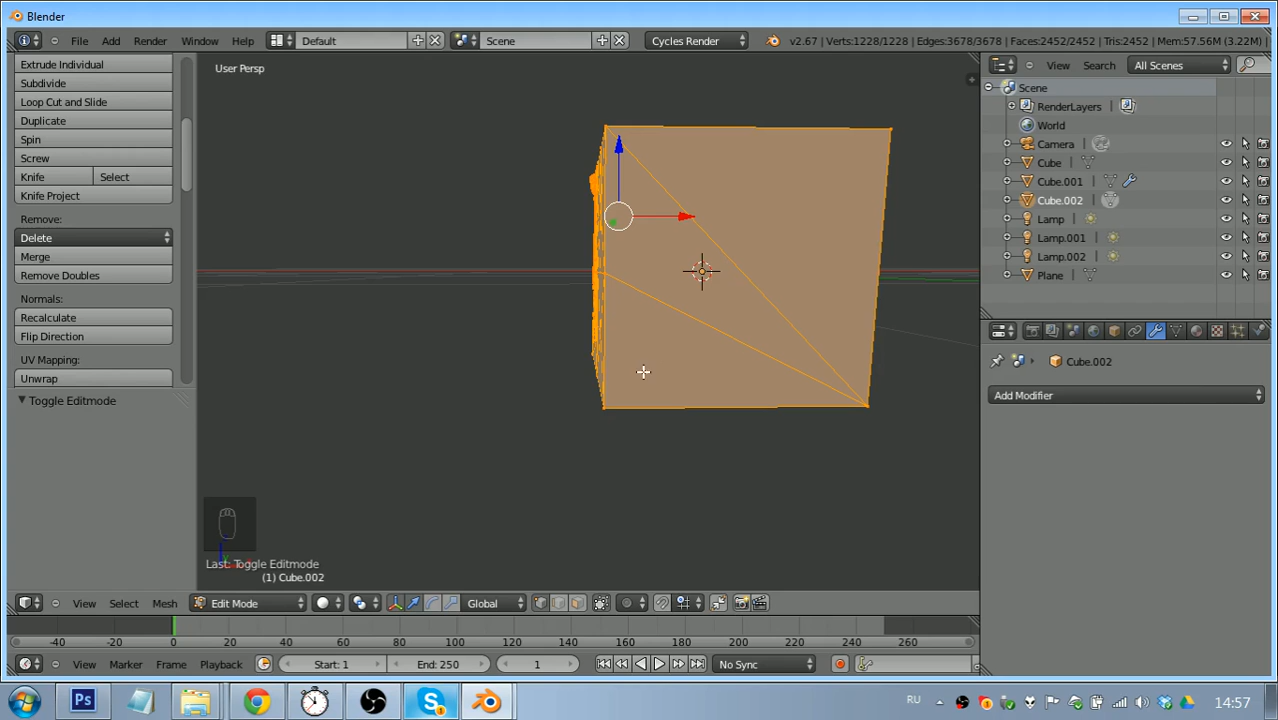 Blender
File Add Render Window Help Default Scene Cycles Render v2.67 | Verts:1228/1228 | Edges:3678/3678 | Faces:2452/2452 | Tris:2452 | Mem:57.56M (3.22M)
Extrude Individual
Subdivide
Loop Cut and Slide
Duplicate
Spin
Screw
Knife Select
Knife Project
Remove:
Delete
Merge
Remove Doubles
Normals:
Recalculate
Flip Direction
UV Mapping:
Unwrap
Toggle Editmode
User Persp
Last: Toggle Editmode
(1) Cube.002
View Select Mesh Edit Mode Global
View Search All Scenes
Scene
RenderLayers
World
Camera
Cube
Cube.001
Cube.002
Lamp
Lamp.001
Lamp.002
Plane
Cube.002
Add Modifier
-40 -20 0 20 40 60 80 100 120 140 160 180 200 220 240 260
View Marker Frame Playback Start: 1 End: 250 1 No Sync
Ps RU 14:57